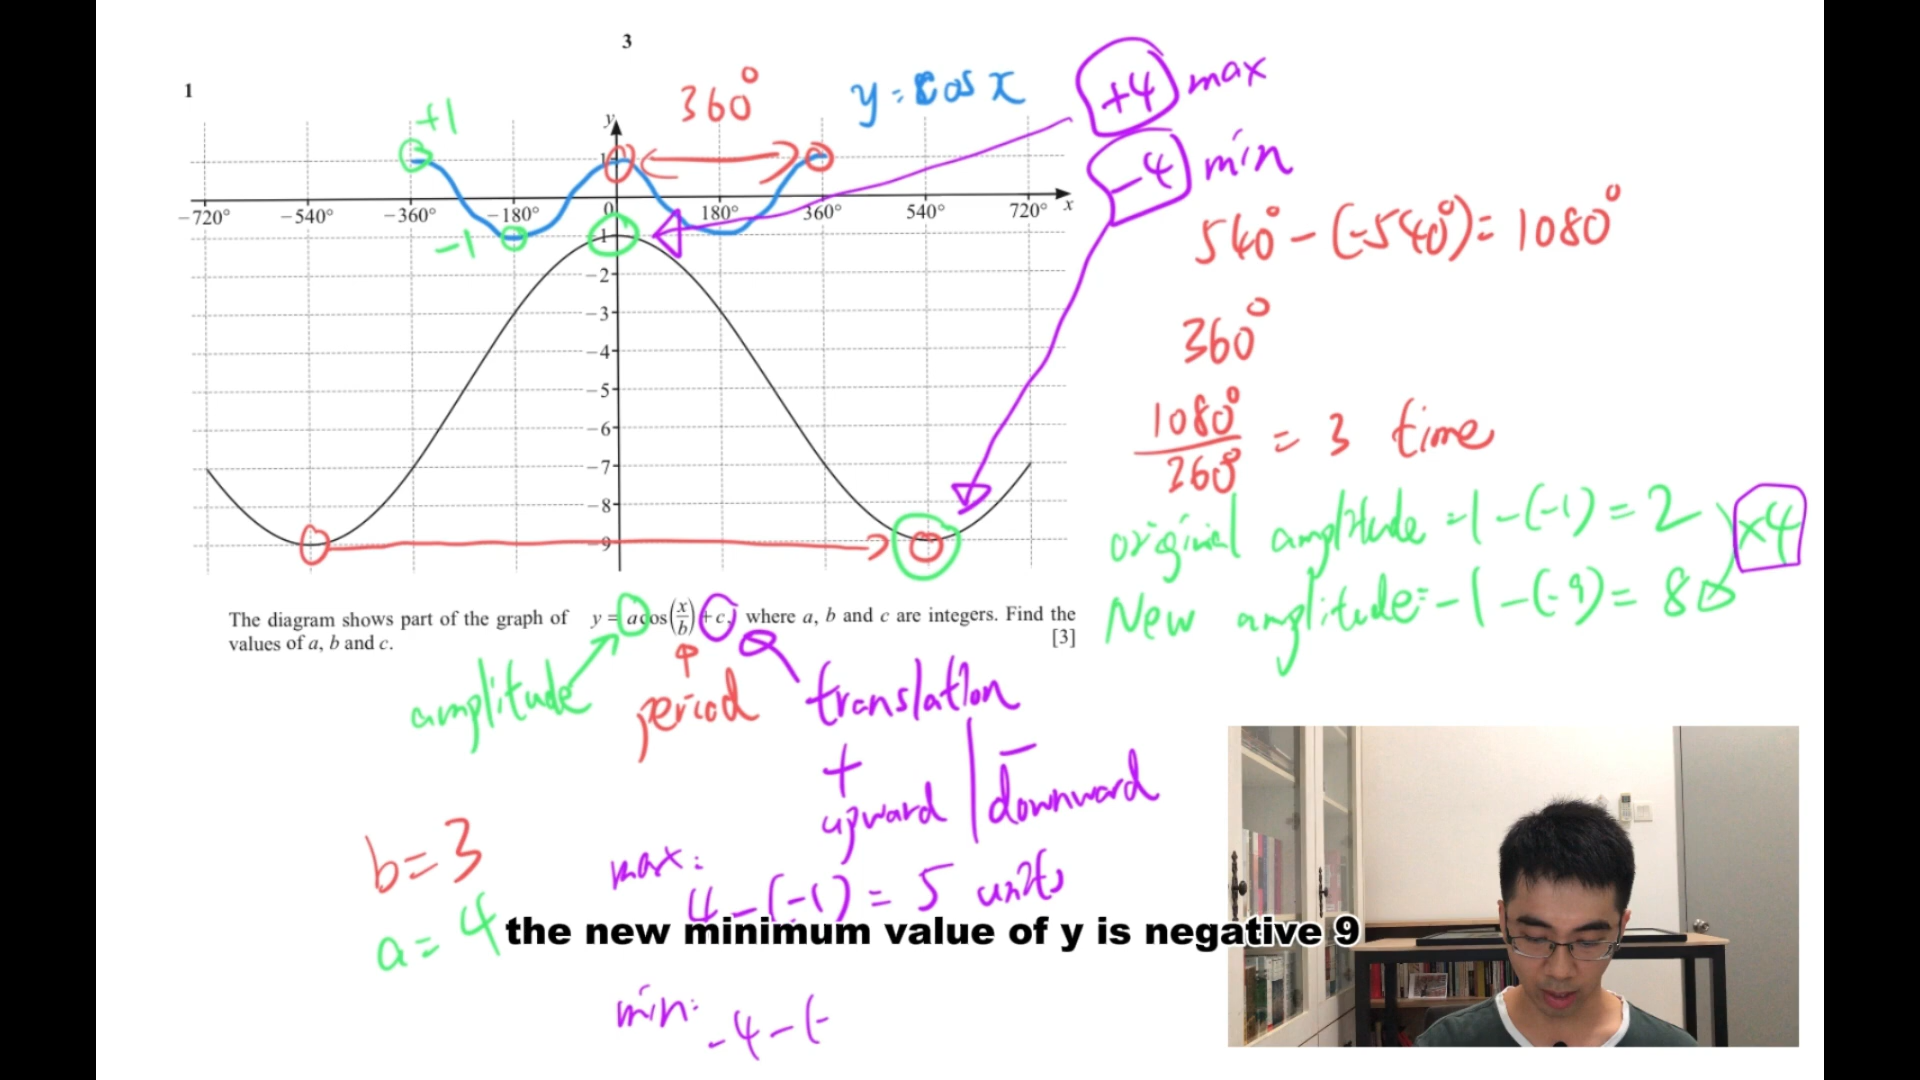 3
1
+1
360°
y = cos x
+4 max
-4 min
y
1
−720° −540° −360° −180° 0 180° 360° 540° 720° x
-1
-1
−2
−3
−4
−5
−6
−7
−8
−9
540° - (-540°) = 1080°
360°
1080°/360° = 3 time
original amplitude = 1 - (-1) = 2
×4
New amplitude = -1 - (-9) = 8
The diagram shows part of the graph of y = a cos(x/b) + c, where a, b and c are integers. Find the
values of a, b and c. [3]
amplitude period translation
+ upward | - downward
b = 3
a = 4
max:
4 - (-1) = 5 units
the new minimum value of y is negative 9
min:
-4 - (-